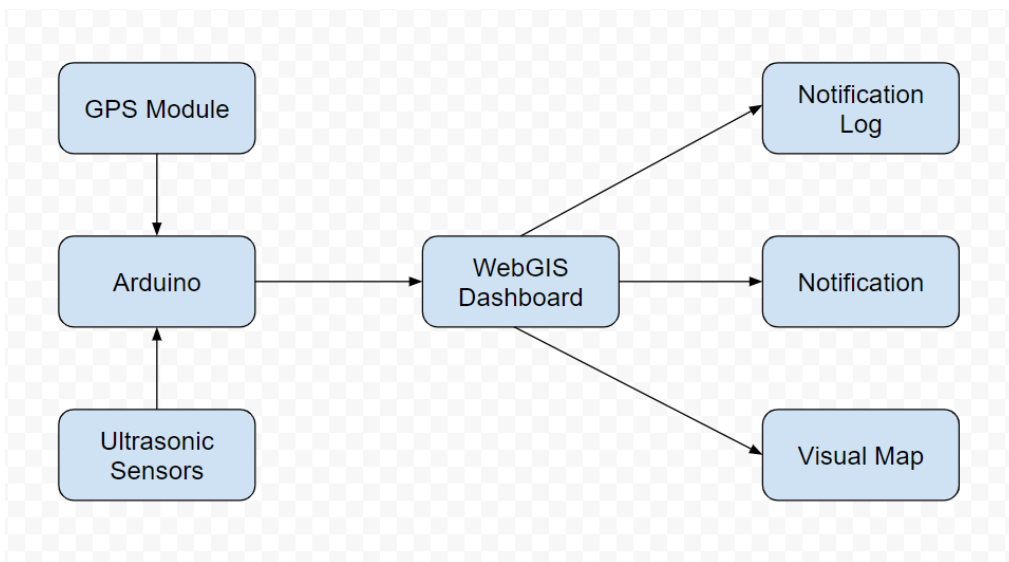 GPS Module
Notification
Log
Arduino
WebGIS
Dashboard
Notification
Ultrasonic
Sensors
Visual Map